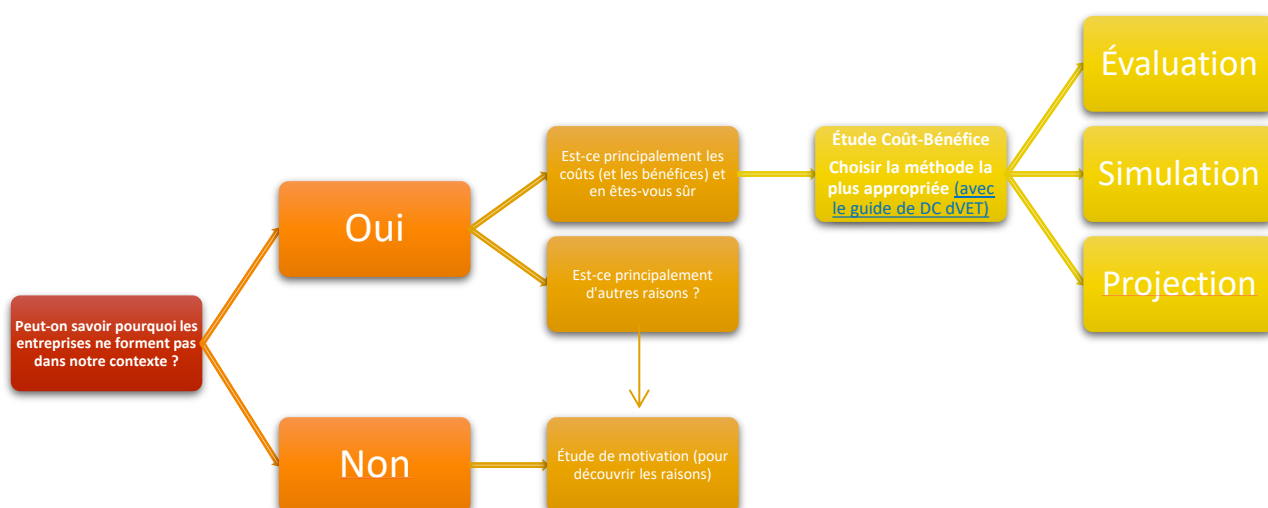 Peut-on savoir pourquoi les
entreprises ne forment pas
dans notre contexte ?
Oui
Non
Est-ce principalement les
coûts (et les bénéfices) et
en êtes-vous sûr
Est-ce principalement
d'autres raisons ?
Étude de motivation (pour
découvrir les raisons)
Étude Coût-Bénéfice
Choisir la méthode la
plus appropriée (avec
le guide de DC dVET)
Évaluation
Simulation
Projection